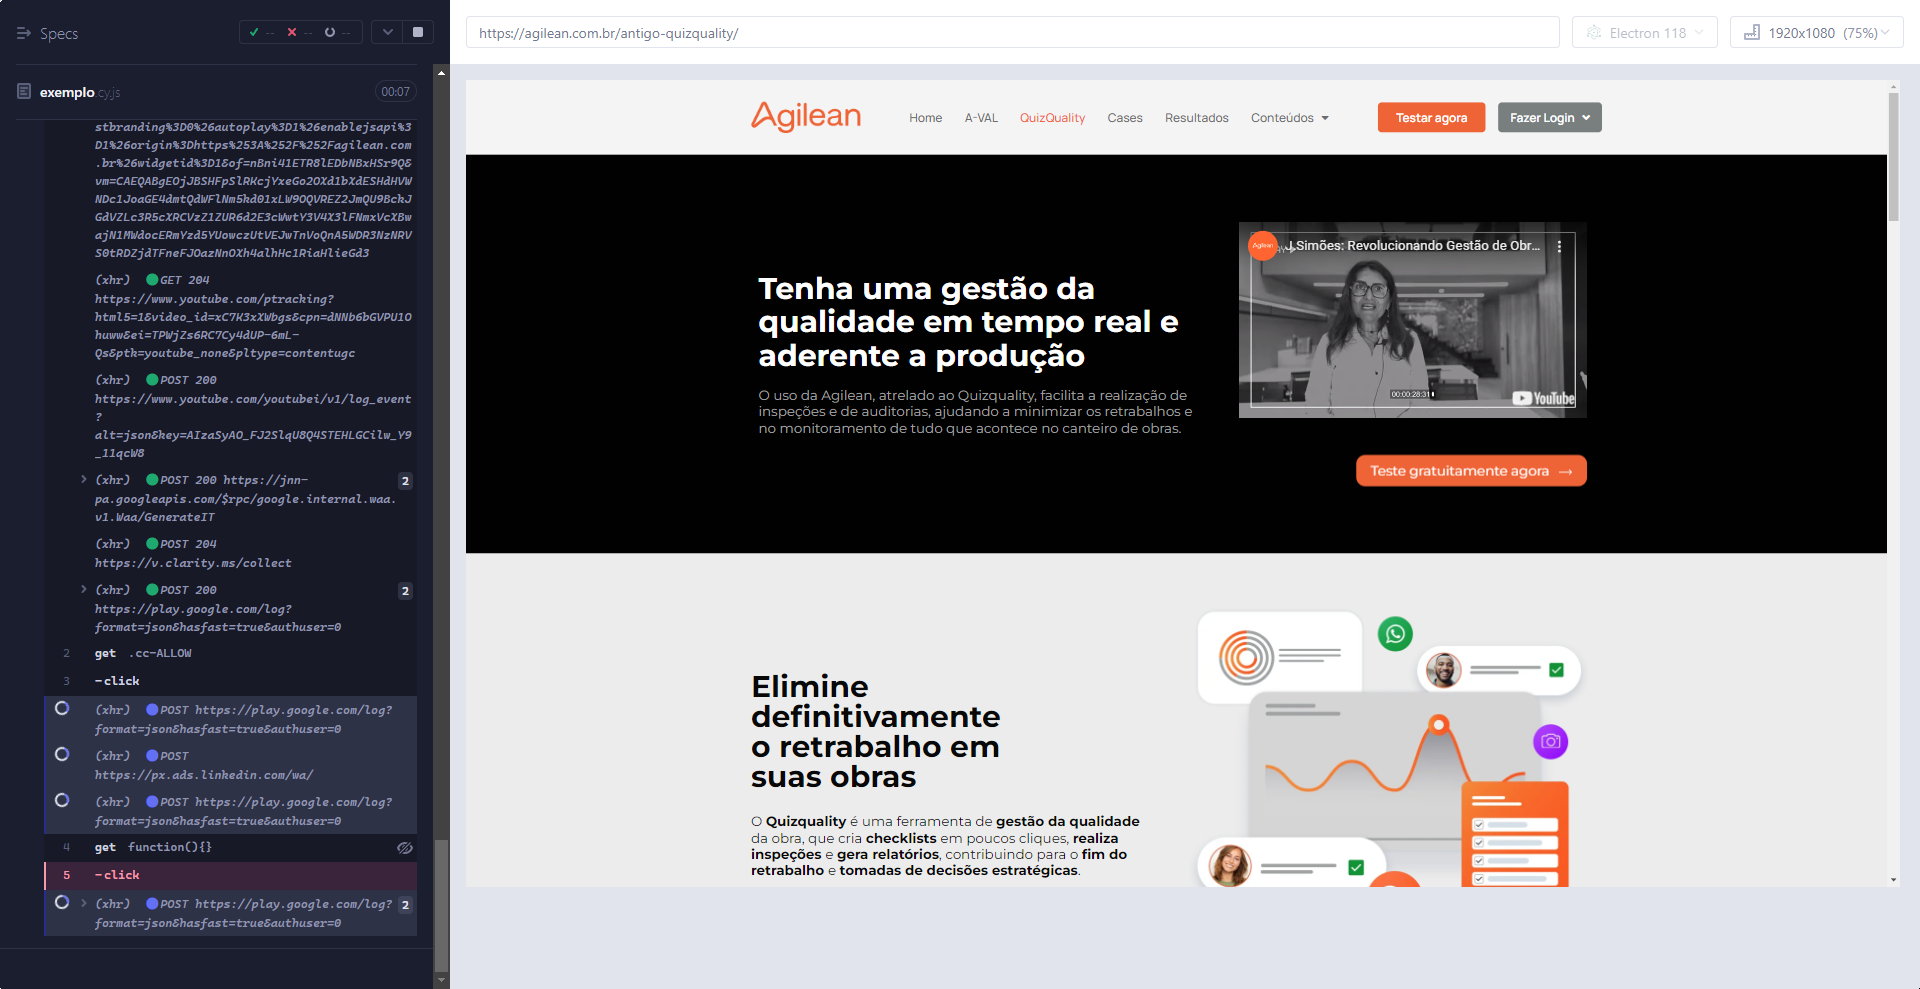 Specs
-- -- --
exemplo.cy.js
00:07
stbranding%3D0%26autoplay%3D1%26enablejsapi%3
D1%26origin%3Dhttps%253A%252F%252Fagilean.com
.br%26widgetid%3D1&of=nBni41ETR8lEDbNBxHSr9Q&
(xhr) GET 204
https://www.youtube.com/ptracking?
html5=1&video_id=xC7K3xXWbgs&cpn=dNNb6bGVPU1O
huww&ei=TPWjZs6RC7Cy4dUP-6mL-
Qs&ptk=youtube_none&pltype=contentugc
(xhr) POST 200
https://www.youtube.com/youtubei/v1/log_event
?
alt=json&key=AIzaSyAO_FJ2SlqU8Q4STEHLGCilw_Y9
_11qcW8
(xhr) POST 200 https://jnn-
pa.googleapis.com/$rpc/google.internal.waa.
v1.Waa/GenerateIT
2
(xhr) POST 204
https://v.clarity.ms/collect
(xhr) POST 200
https://play.google.com/log?
format=json&hasfast=true&authuser=0
2
2 get .cc-ALLOW
3 -click
(xhr) POST https://play.google.com/log?
format=json&hasfast=true&authuser=0
(xhr) POST
https://px.ads.linkedin.com/wa/
(xhr) POST https://play.google.com/log?
format=json&hasfast=true&authuser=0
4 get function(){}
5 -click
(xhr) POST https://play.google.com/log?
format=json&hasfast=true&authuser=0
2
https://agilean.com.br/antigo-quizquality/
Electron 118
1920x1080 (75%)
Agilean
Home A-VAL QuizQuality Cases Resultados Conteúdos
Testar agora
Fazer Login
Tenha uma gestão da
qualidade em tempo real e
aderente a produção
O uso da Agilean, atrelado ao Quizquality, facilita a realização de
inspeções e de auditorias, ajudando a minimizar os retrabalhos e
no monitoramento de tudo que acontece no canteiro de obras.
Agilean
J.Simões: Revolucionando Gestão de Obr...
00:00:28:31
YouTube
Teste gratuitamente agora →
Elimine
definitivamente
o retrabalho em
suas obras
O Quizquality é uma ferramenta de gestão da qualidade
da obra, que cria checklists em poucos cliques, realiza
inspeções e gera relatórios, contribuindo para o fim do
retrabalho e tomadas de decisões estratégicas.